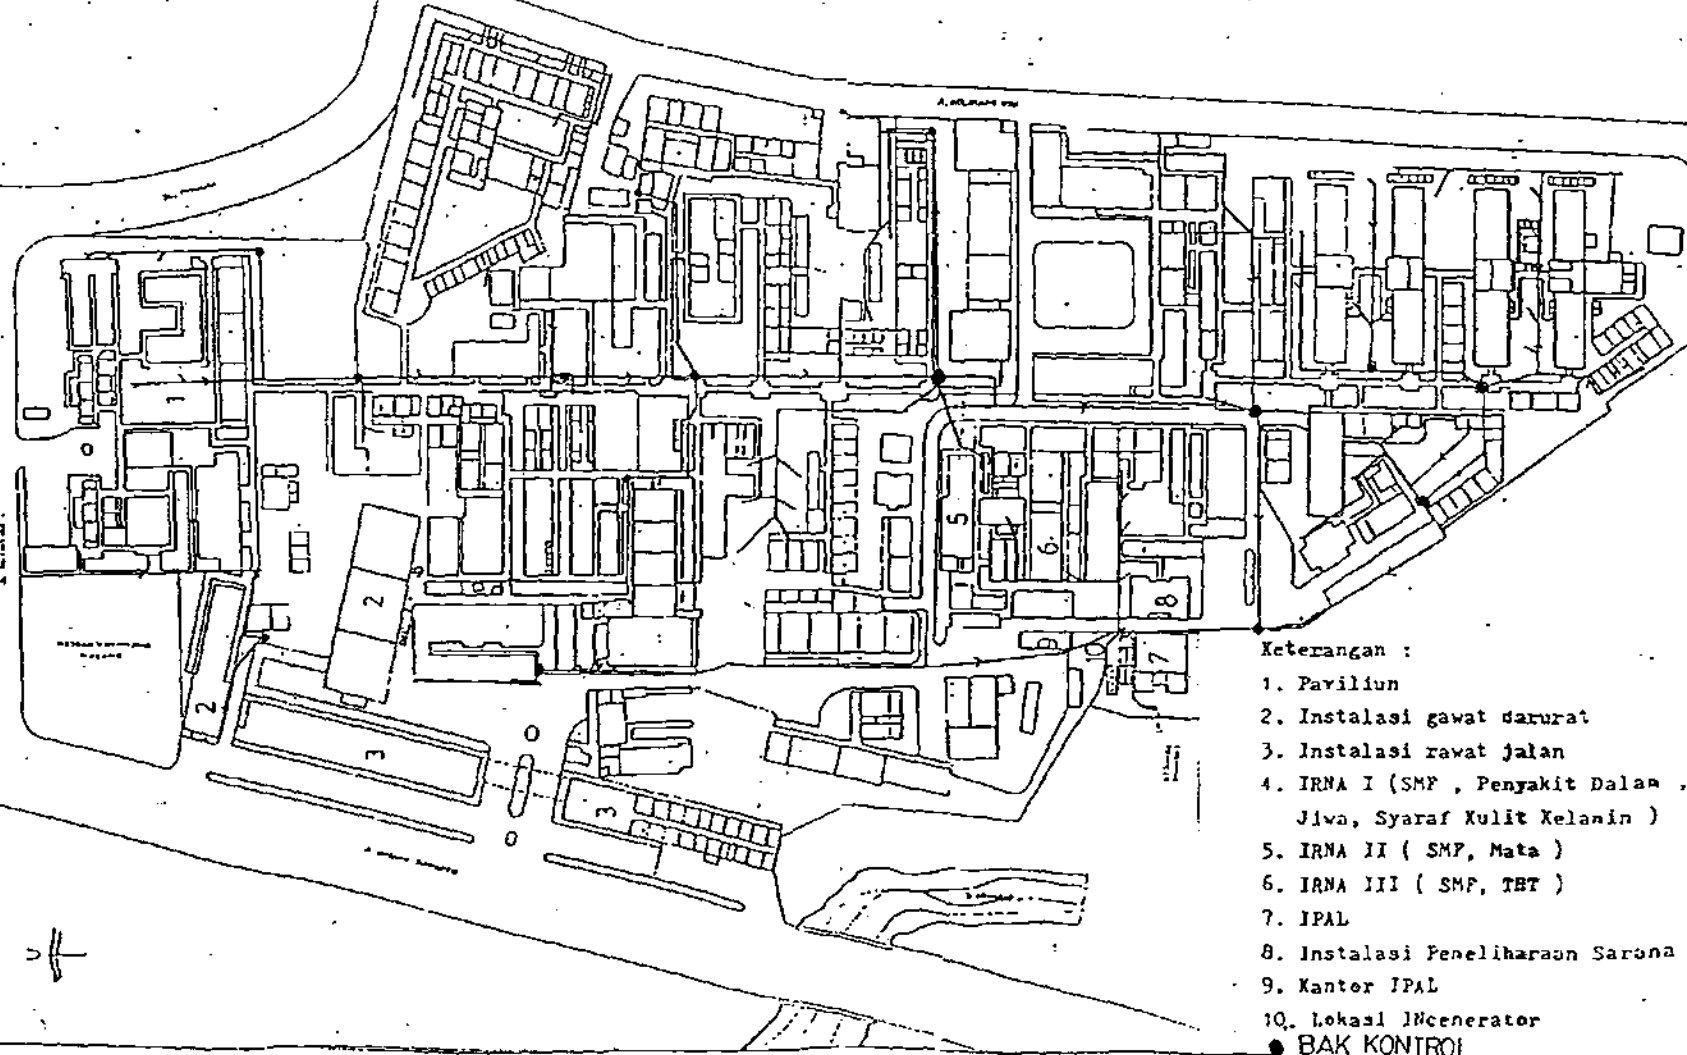 1
2
2
3
3
5
6.
8
7
9
10
U
Keterangan :
1. Paviliun
2. Instalasi gawat darurat
3. Instalasi rawat jalan
4. IRNA I (SMF , Penyakit Dalam ,
Jiwa, Syaraf Kulit Kelamin )
5. IRNA II ( SMF, Mata )
6. IRNA III ( SMF, THT )
7. IPAL
8. Instalasi Pemeliharaan Sarana
9. Kantor IPAL
10. Lokasi INcenerator
● BAK KONTROL